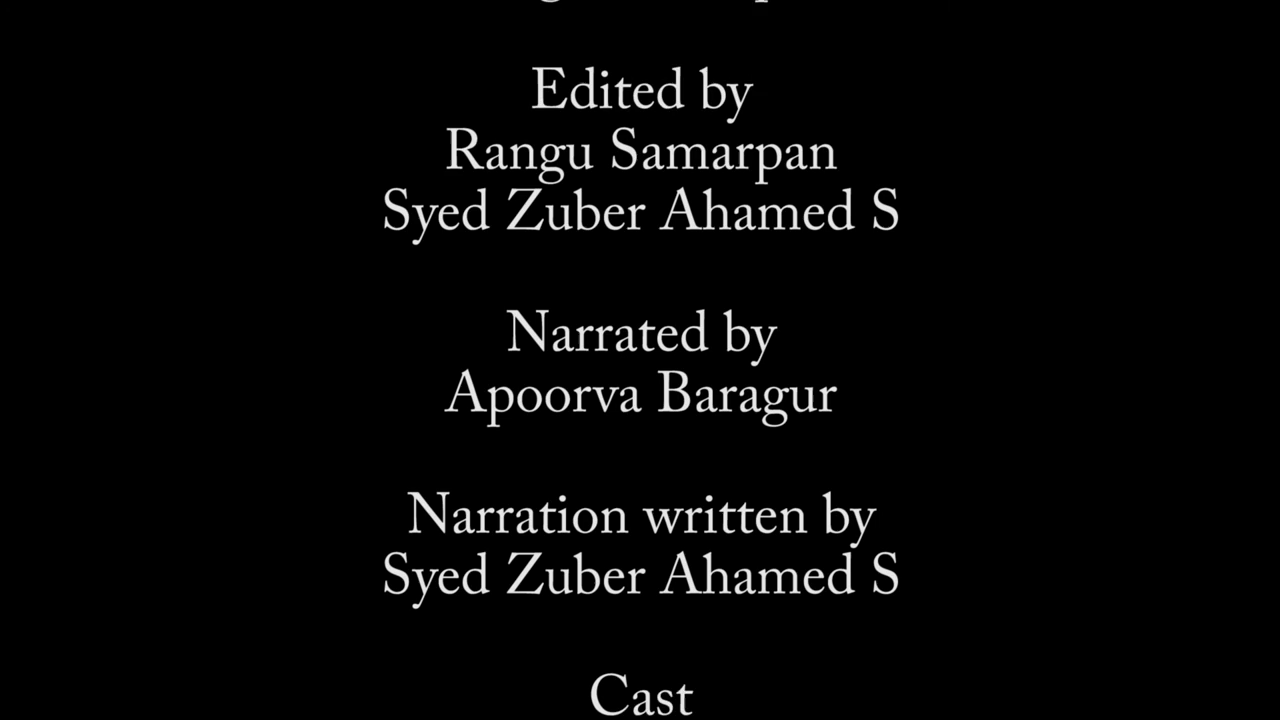 Edited by
Rangu Samarpan
Syed Zuber Ahamed S
Narrated by
Apoorva Baragur
Narration written by
Syed Zuber Ahamed S
Cast